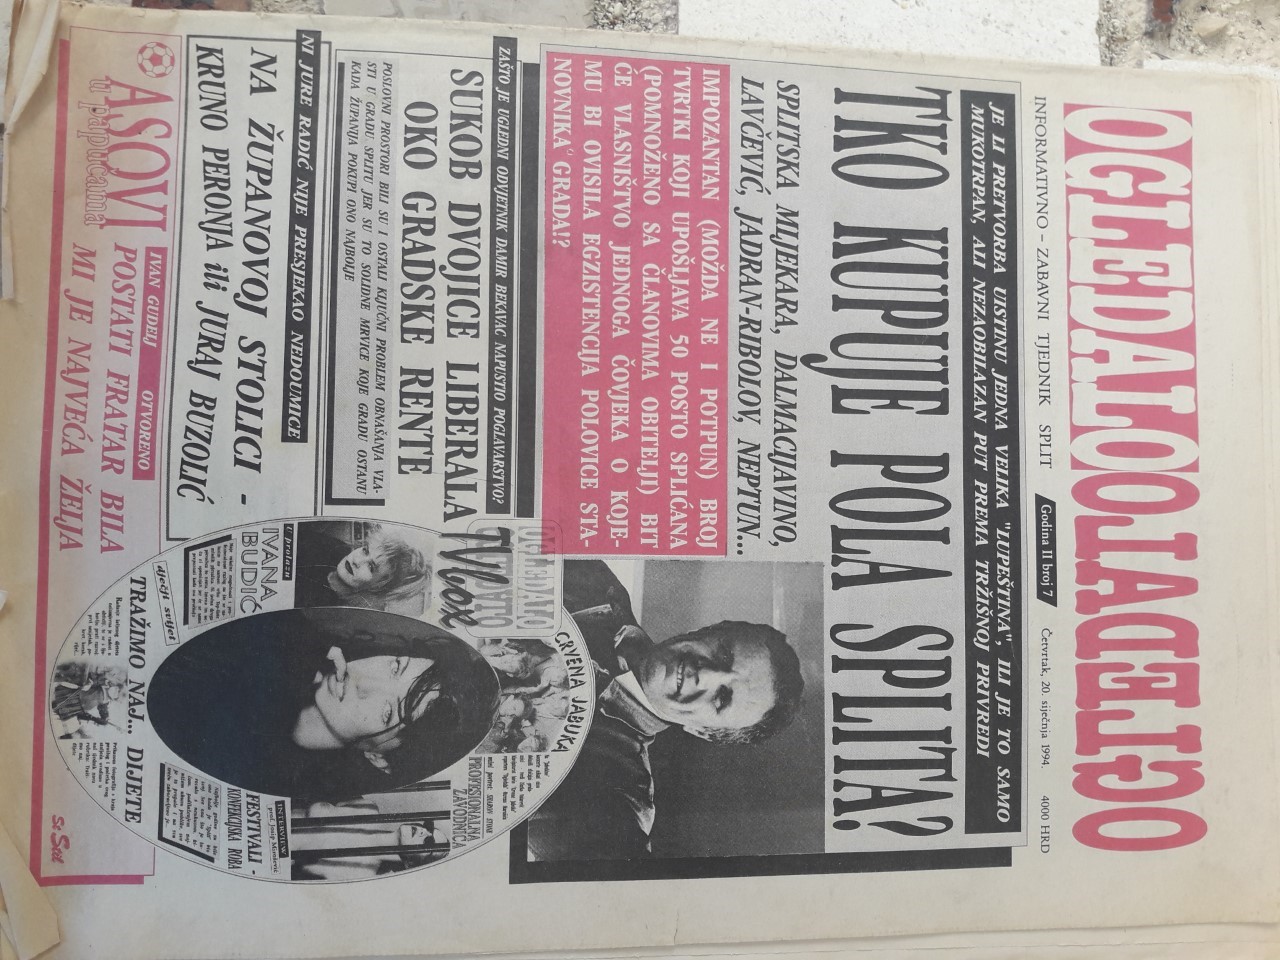 OGLEDALO
INFORMATIVNO - ZABAVNI TJEDNIK SPLIT
Godina II broj 7
Četvrtak, 20. siječnja 1994.
4000 HRD
JE LI PRETVORBA UISTINU JEDNA VELIKA "LUPEŠTINA", ILI JE TO SAMO
MUKOTRPAN, ALI NEZAOBILAZAN PUT PREMA TRŽIŠNOJ PRIVREDI
TKO KUPUJE POLA SPLITA?
SPLITSKA MLJEKARA, DALMACIJAVINO,
LAVČEVIĆ, JADRAN-RIBOLOV, NEPTUN...
IMPOZANTAN (MOŽDA NE I POTPUN) BROJ
TVRTKI KOJI UPOŠLJAVA 50 POSTO SPLIĆANA
(POMNOŽENO SA ČLANOVIMA OBITELJI) BIT
ĆE VLASNIŠTVO JEDNOGA ČOVJEKA O KOJE-
MU BI OVISILA EGZISTENCIJA POLOVICE STA-
NOVNIKA GRADA!?
ZAŠTO JE UGLEDNI ODVJETNIK DAMIR BEKAVAC NAPUSTIO POGLAVARSTVO?
SUKOB DVOJICE LIBERALA
OKO GRADSKE RENTE
POSLOVNI PROSTORI BILI SU I OSTALI KLJUČNI PROBLEM OBNAŠANJA VLA-
STI U GRADU SPLITU JER SU TO SOLIDNE MRVICE KOJE GRADU OSTANU
KADA ŽUPANIJA POKUPI ONO NAJBOLJE
NI JURE RADIĆ NIJE PRESJEKAO NEDOUMICE
NA ŽUPANOVOJ STOLICI -
KRUNO PERONJA ili JURAJ BUZOLIĆ
ASOVI
u papučama
IVAN GUDELJ OTVORENO
POSTATI FRATAR BILA
MI JE NAJVEĆA ŽELJA
OGLEDALO
TV box
CRVENA JABUKA
U prolazu
IVANA
BUDIĆ
PROFESIONALNA
ZAVODNICA
INTERVIEW
FESTIVALI -
KONFEKCIJSKA ROBA
dječji svijet
TRAŽIMO NAJ... DIJETE